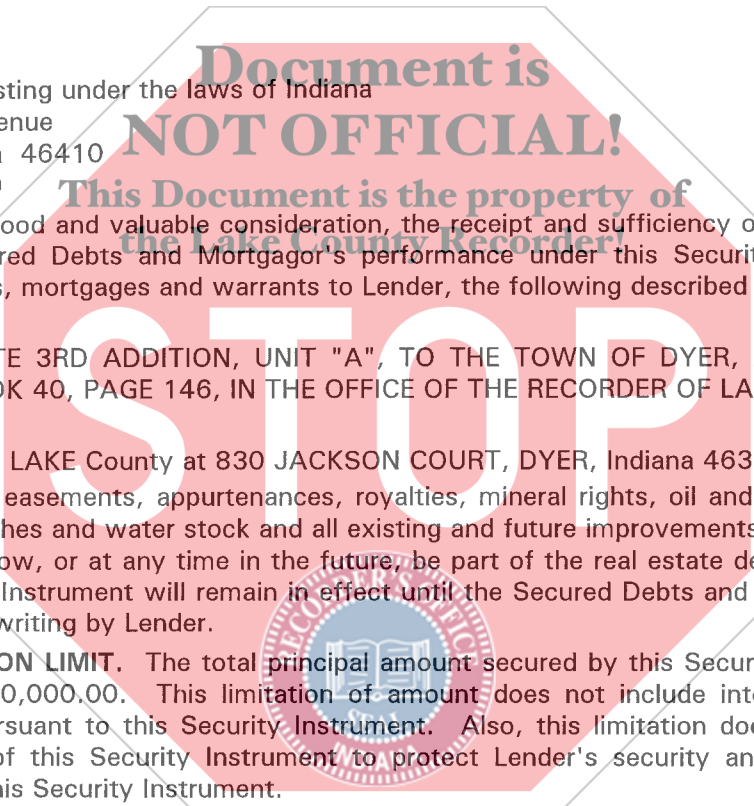 Document is
sting under the laws of Indiana
enue
NOT OFFICIAL!
46410
This Document is the property of
ood and valuable consideration, the receipt and sufficiency o
the Lake County Recorder!
red Debts and Mortgagor's performance under this Securit
s, mortgages and warrants to Lender, the following described
STOP
TE 3RD ADDITION, UNIT "A", TO THE TOWN OF DYER,
OK 40, PAGE 146, IN THE OFFICE OF THE RECORDER OF LA
LAKE County at 830 JACKSON COURT, DYER, Indiana 463
easements, appurtenances, royalties, mineral rights, oil and
hes and water stock and all existing and future improvements
ow, or at any time in the future, be part of the real estate de
Instrument will remain in effect until the Secured Debts and
writing by Lender.
RECORDER'S OFFICE
ON LIMIT. The total principal amount secured by this Secur
0,000.00. This limitation of amount does not include int
rsuant to this Security Instrument. Also, this limitation doe
SEAL
of this Security Instrument to protect Lender's security an
INDIANA
his Security Instrument.